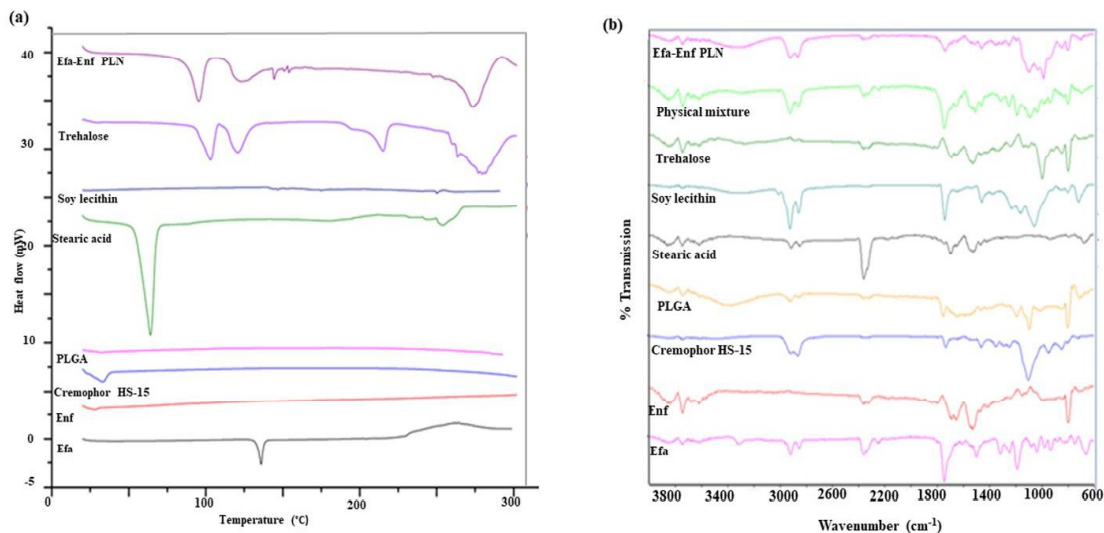 (a)
40
Efa-Enf PLN
Trehalose
30
Soy lecithin
Stearic acid
20
Heat flow (mW)
10
PLGA
Cremophor HS-15
Enf
0
Efa
-5
0
100
200
300
Temperature (°C)
(b)
Efa-Enf PLN
Physical mixture
Trehalose
Soy lecithin
Stearic acid
% Transmission
PLGA
Cremophor HS-15
Enf
Efa
3800 3400 3000 2600 2200 1800 1400 1000 600
Wavenumber (cm-1)